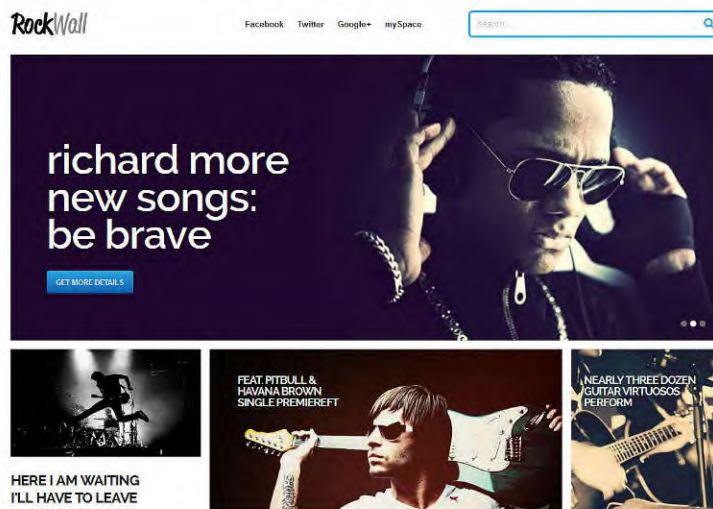 RockWall
Facebook Twitter Google+ mySpace
Search...
richard more
new songs:
be brave
GET MORE DETAILS
FEAT. PITBULL &
HAVANA BROWN
SINGLE PREMIEREFT
NEARLY THREE DOZEN
GUITAR VIRTUOSOS
PERFORM
HERE I AM WAITING
I'LL HAVE TO LEAVE